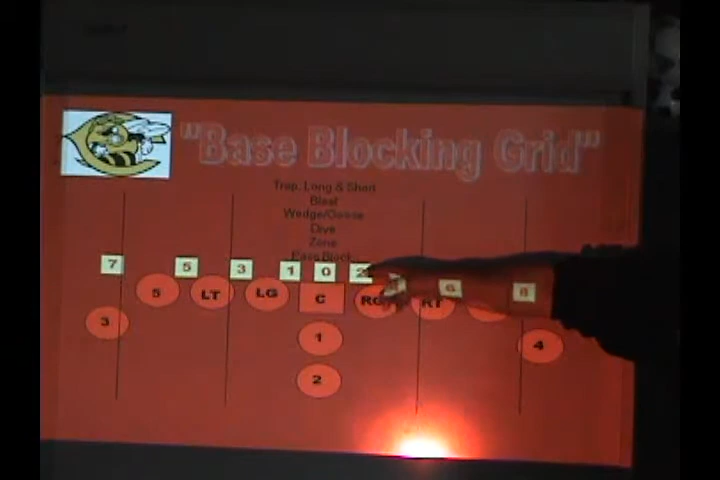 "Base Blocking Grid"
Trap, Long & Short
Blast
Wedge/Goose
Dive
Zone
7 5 3 1 0 2 6 8
5 LT LG C RG RT
3 1 4
2